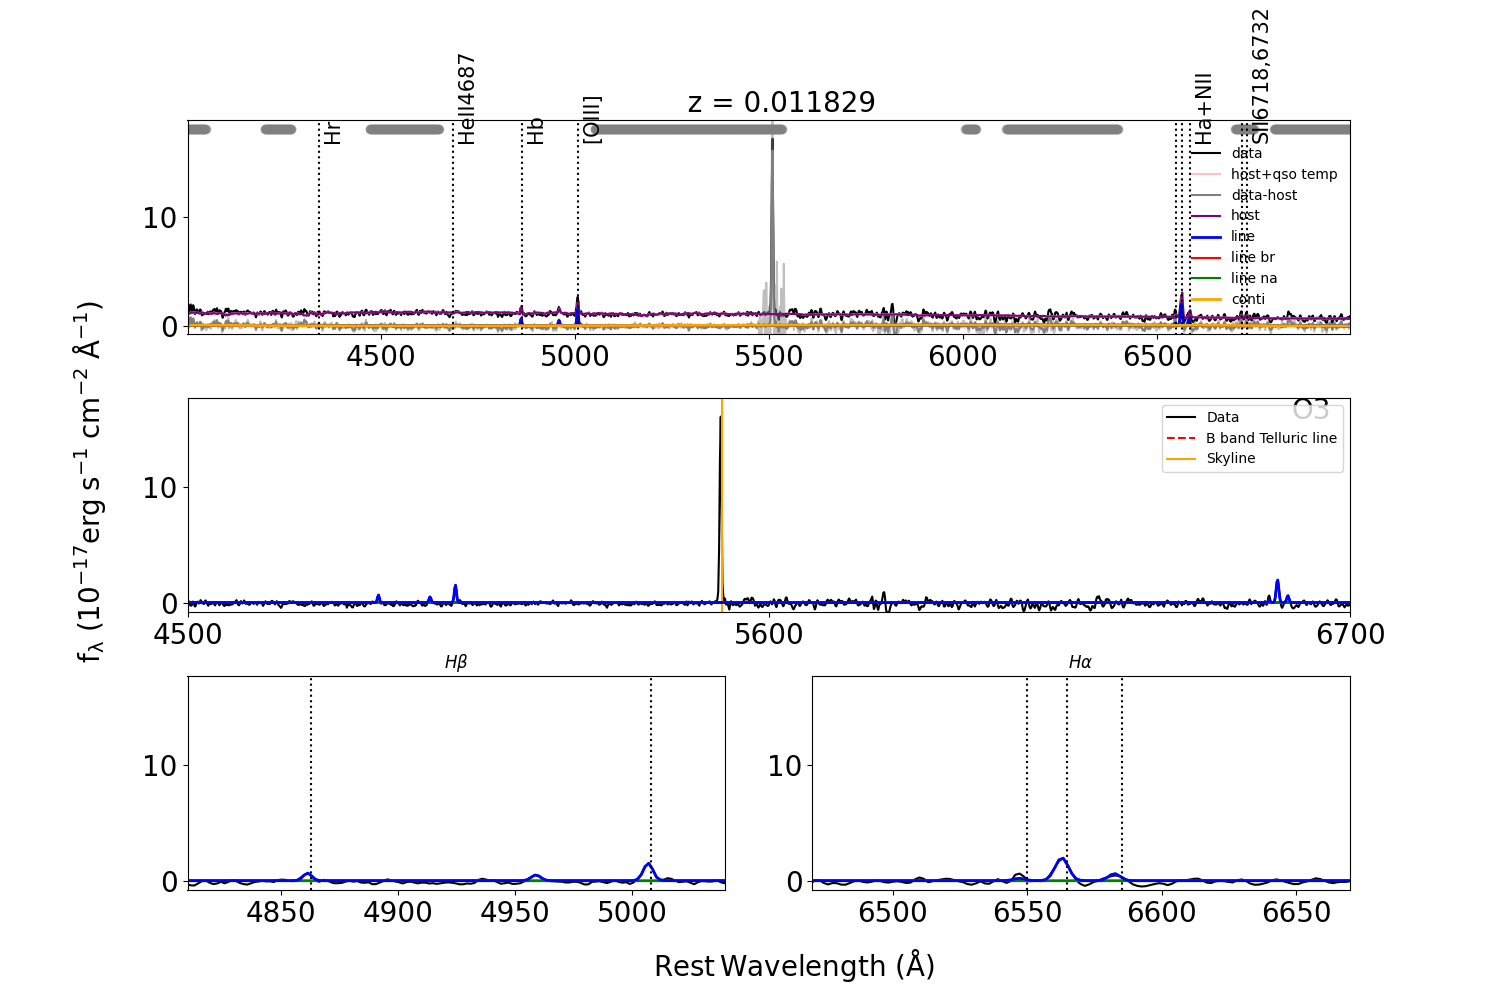 z = 0.011829
Hr
HeII4687
Hb
[OIII]
Ha+NII
SII6718,6732
data
host+qso temp
data-host
host
line
line br
line na
conti
10
0
4500
5000
5500
6000
6500
O3
Data
B band Telluric line
Skyline
10
0
4500
5600
6700
fλ (10⁻¹⁷erg s⁻¹ cm⁻² Å⁻¹)
Hβ
10
0
4850
4900
4950
5000
Hα
10
0
6500
6550
6600
6650
Rest Wavelength (Å)